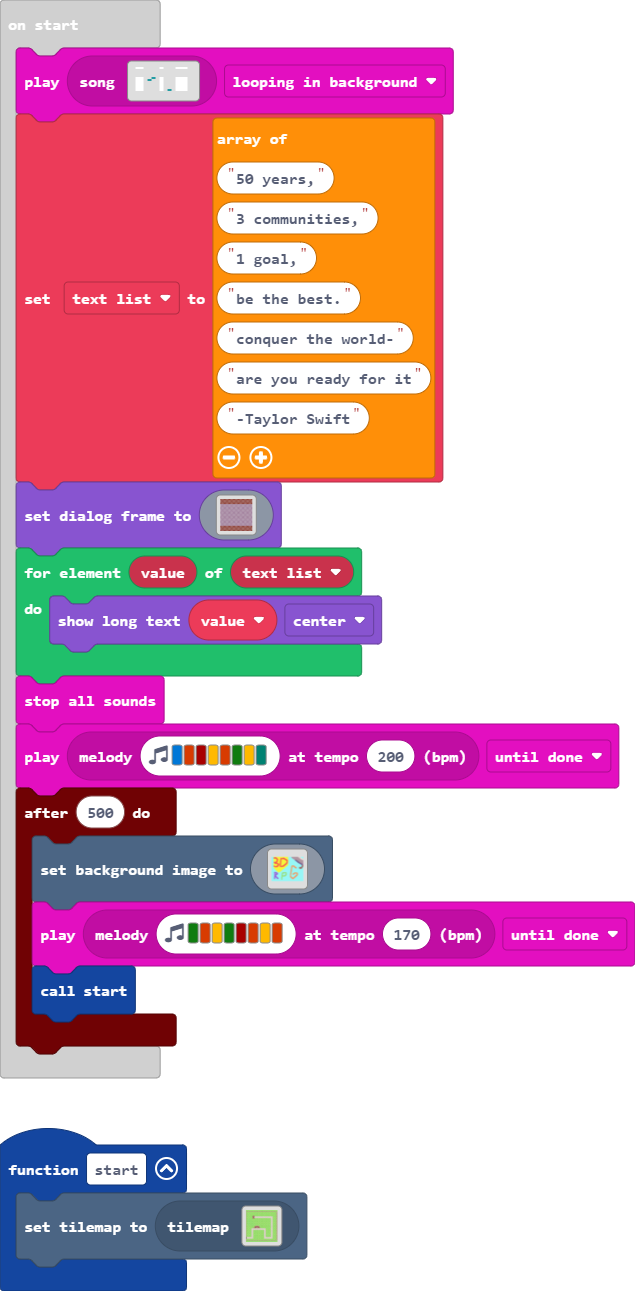 on start
play song looping in background
array of
"50 years,"
"3 communities,"
"1 goal,"
set text list to "be the best."
"conquer the world-"
"are you ready for it"
"-Taylor Swift"
set dialog frame to
for element value of text list
do show long text value center
stop all sounds
play melody at tempo 200 (bpm) until done
after 500 do
set background image to 3D RPG
play melody at tempo 170 (bpm) until done
call start
function start
set tilemap to tilemap